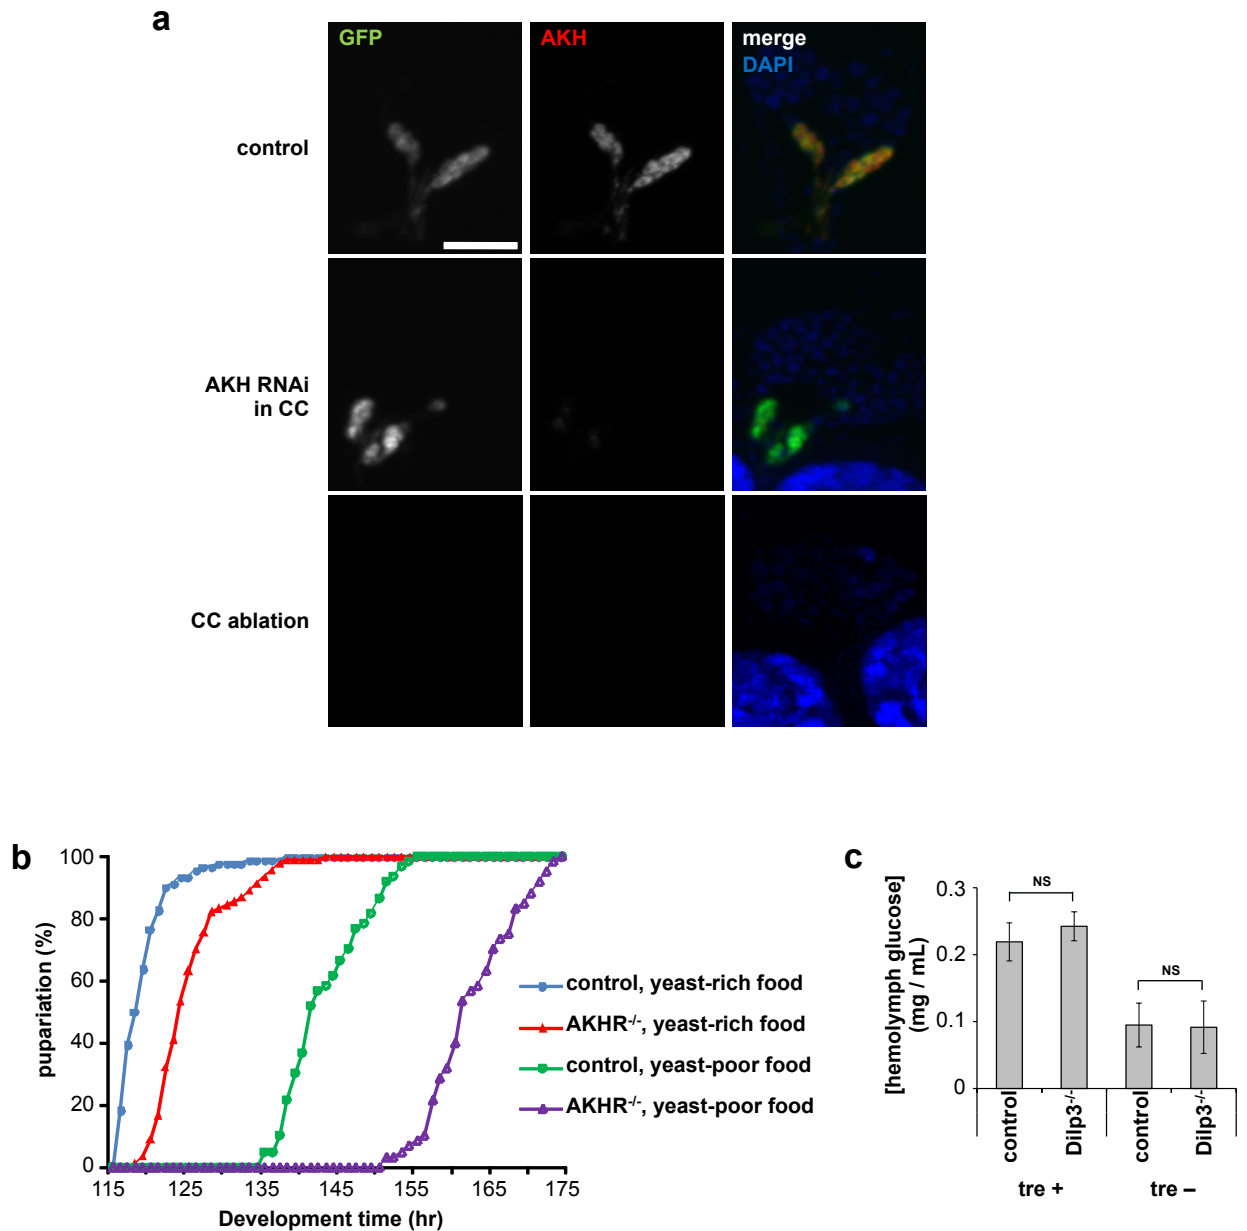 a
GFP
AKH
merge
DAPI
control
AKH RNAi
in CC
CC ablation
b
100
80
60
40
20
0
pupariation (%)
115
125
135
145
155
165
175
Development time (hr)
control, yeast-rich food
AKHR-/-, yeast-rich food
control, yeast-poor food
AKHR-/-, yeast-poor food
c
[hemolymph glucose]
(mg / mL)
0.3
0.2
0.1
0
NS
NS
control
Dilp3-/-
control
Dilp3-/-
tre +
tre –